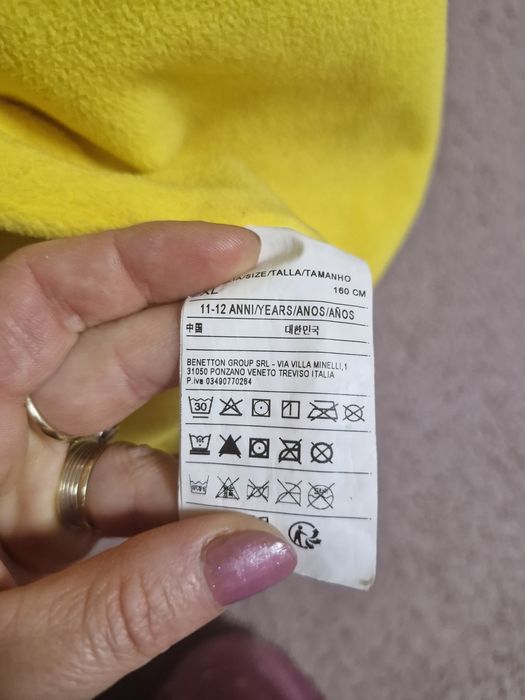 /SIZE/TALLA/TAMANHO
160 CM
11-12 ANNI/YEARS/ANOS/AÑOS
中国 대한민국
BENETTON GROUP SRL - VIA VILLA MINELLI,1
31050 PONZANO VENETO TREVISO ITALIA
P.iva 03490770284
30